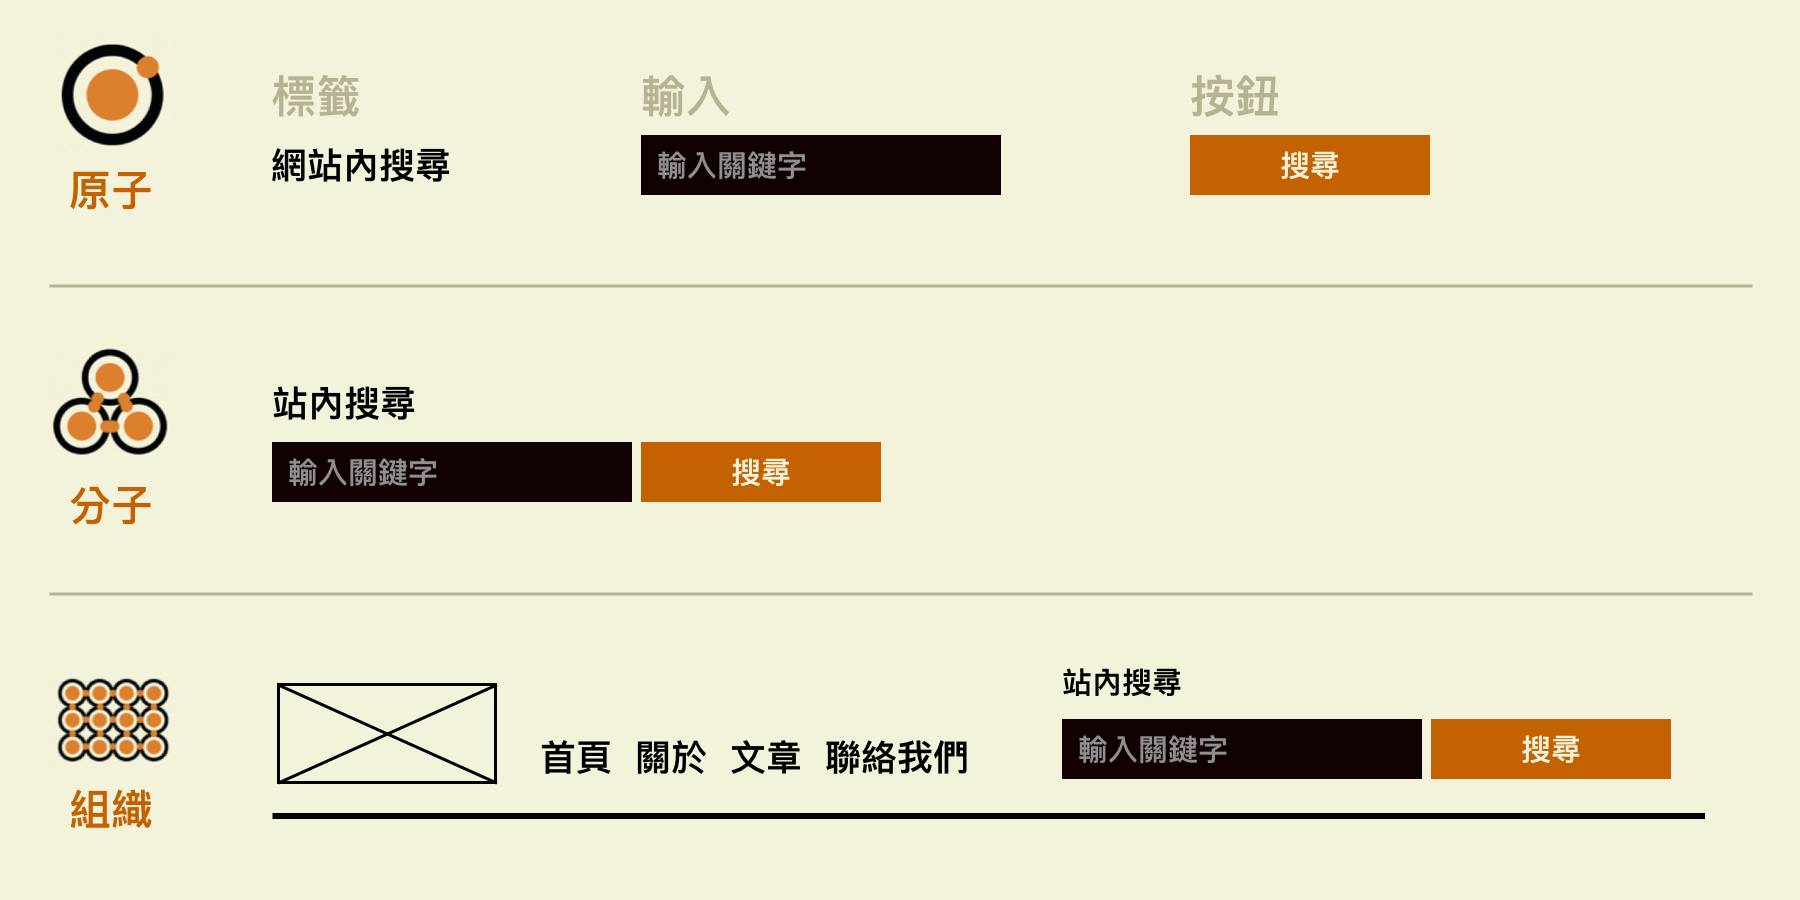 標籤 輸入 按鈕
網站內搜尋 輸入關鍵字 搜尋
原子
站內搜尋
輸入關鍵字 搜尋
分子
站內搜尋
首頁 關於 文章 聯絡我們 輸入關鍵字 搜尋
組織